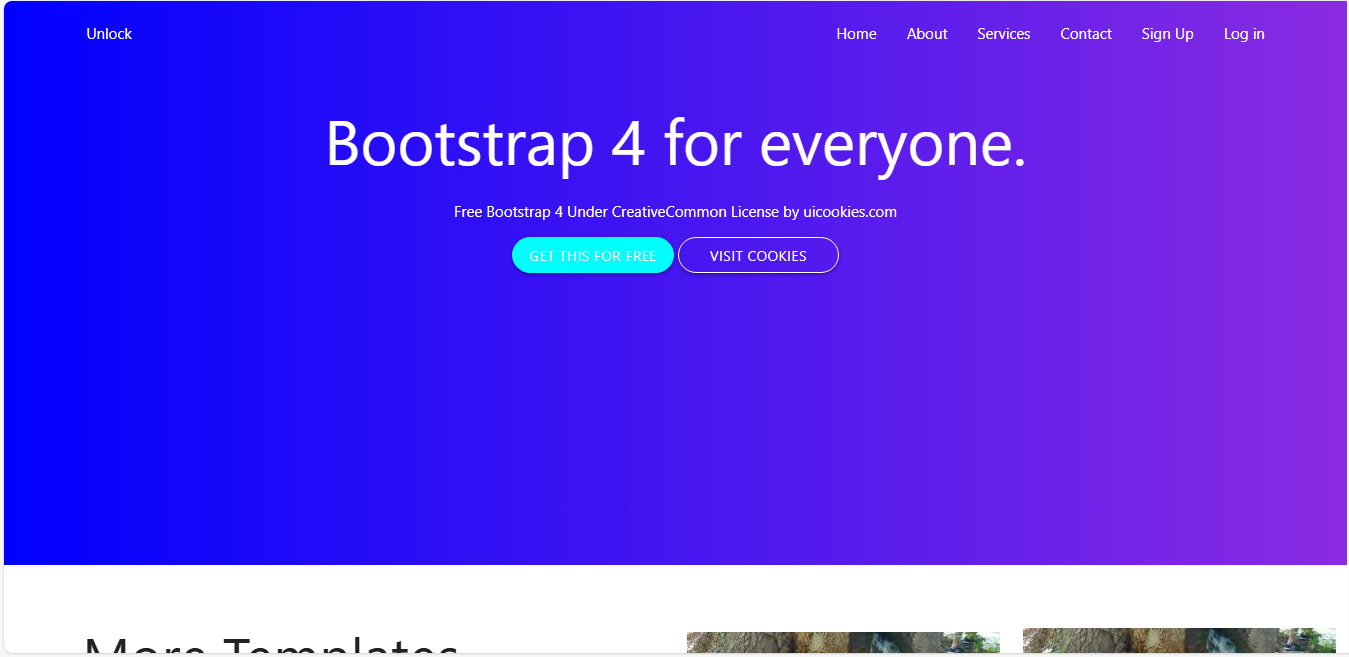 Unlock
Home About Services Contact Sign Up Log in
Bootstrap 4 for everyone.
Free Bootstrap 4 Under CreativeCommon License by uicookies.com
GET THIS FOR FREE VISIT COOKIES
More Templates